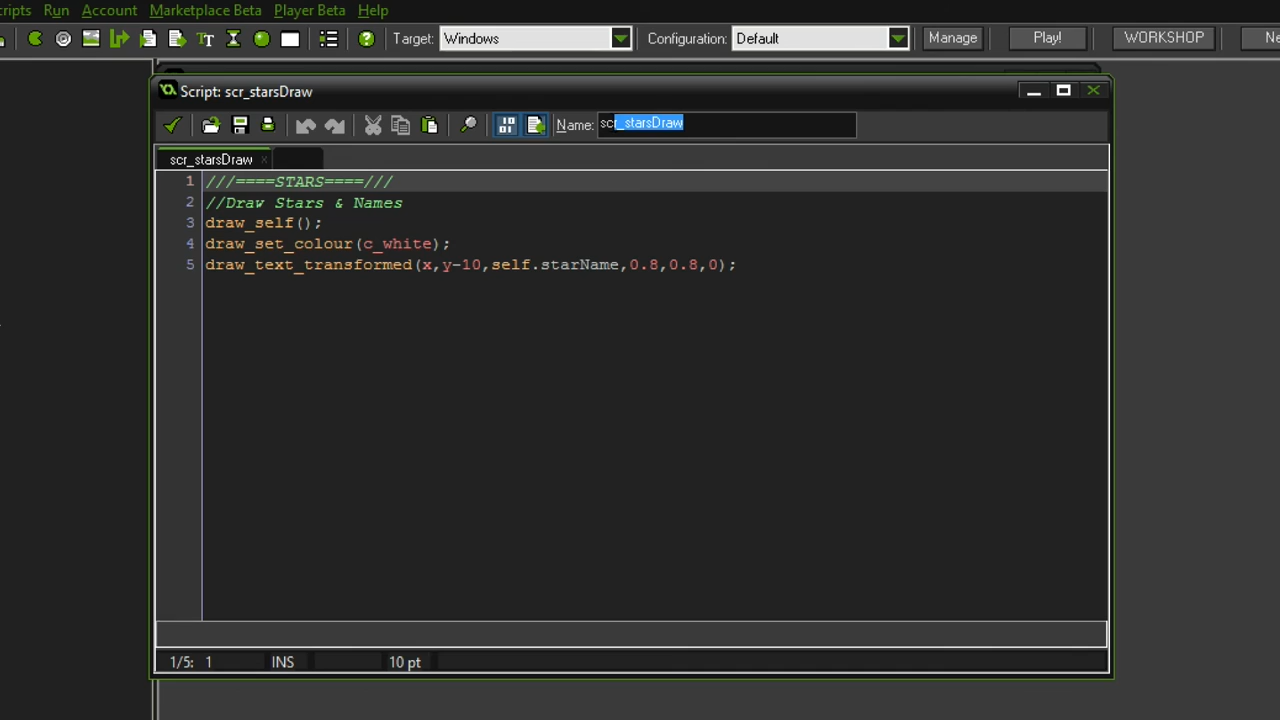 cripts Run Account Marketplace Beta Player Beta Help
Target: Windows Configuration: Default Manage Play! WORKSHOP Ne
Script: scr_starsDraw
Name: scr_starsDraw
scr_starsDraw
1 ///====STARS====///
2 //Draw Stars & Names
3 draw_self();
4 draw_set_colour(c_white);
5 draw_text_transformed(x,y-10,self.starName,0.8,0.8,0);
1/5: 1 INS 10 pt